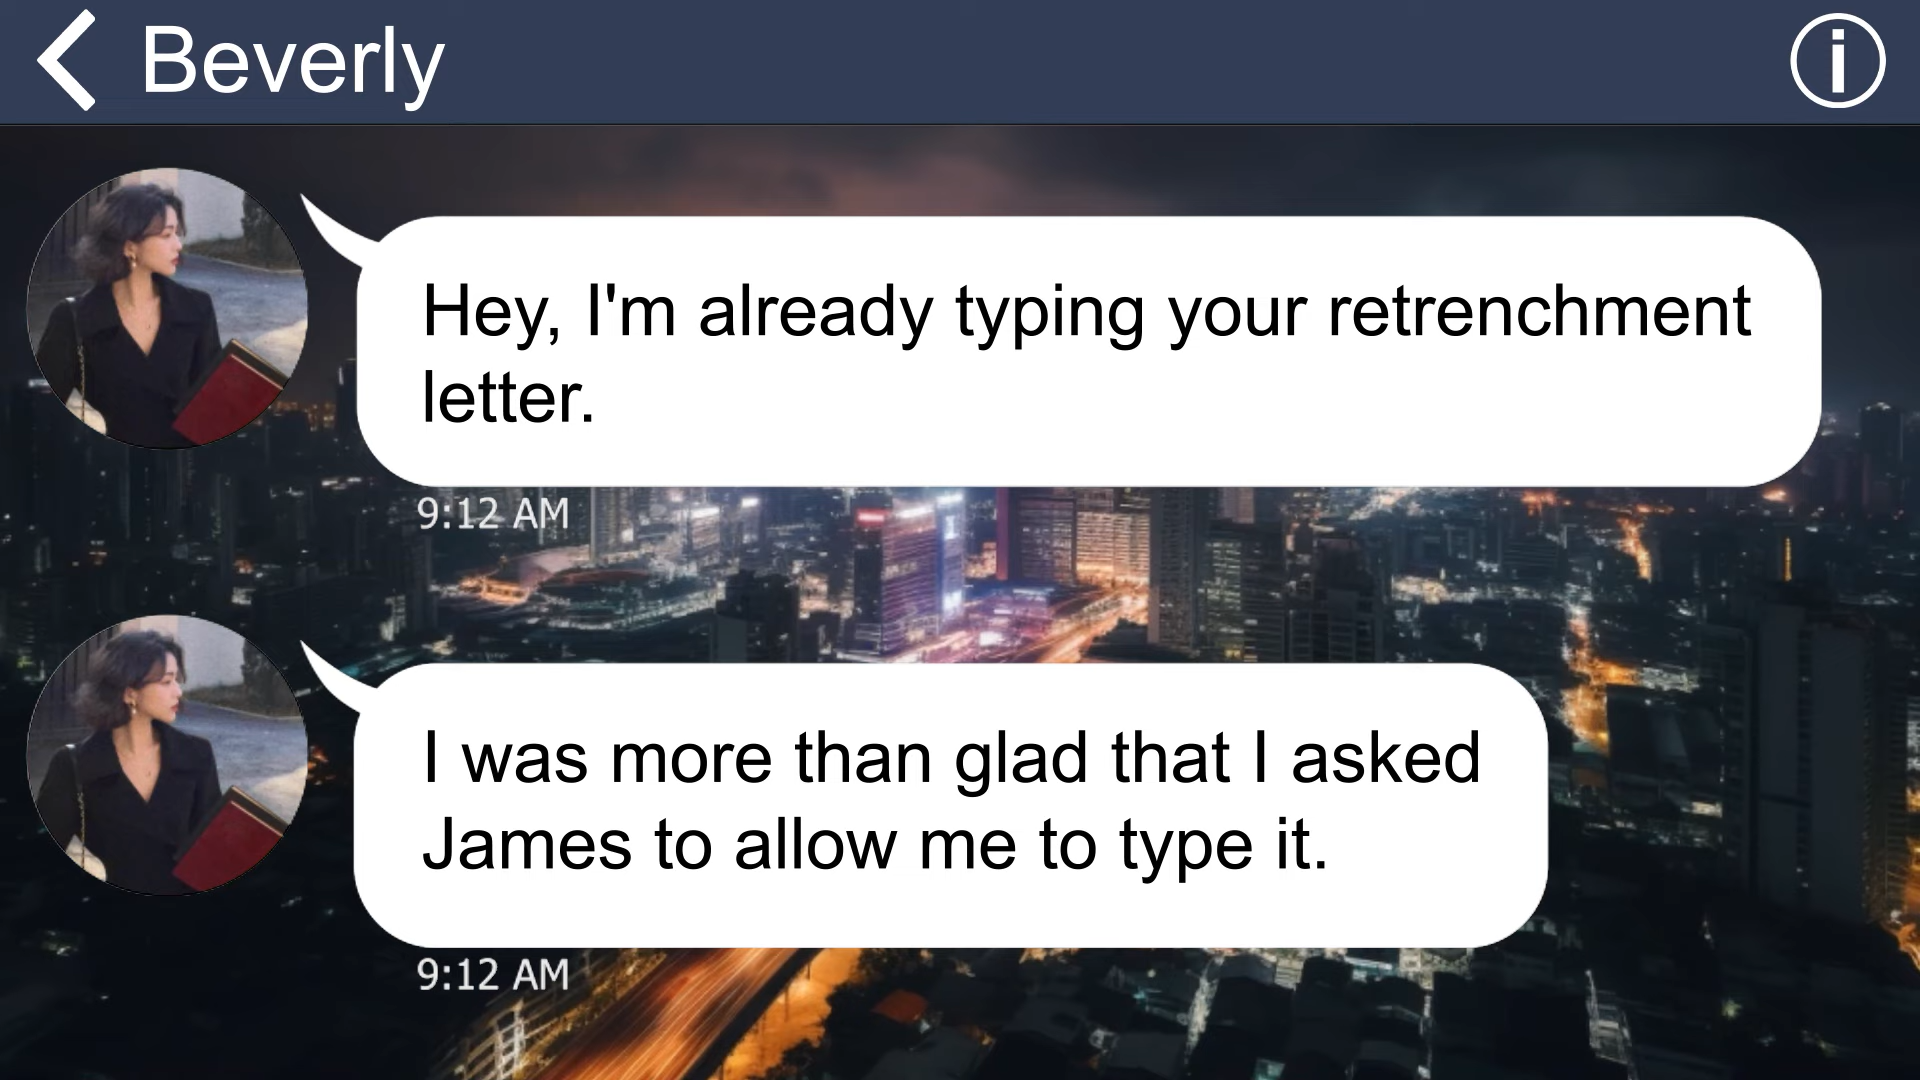 Beverly
Hey, I'm already typing your retrenchment
letter.
9:12 AM
I was more than glad that I asked
James to allow me to type it.
9:12 AM